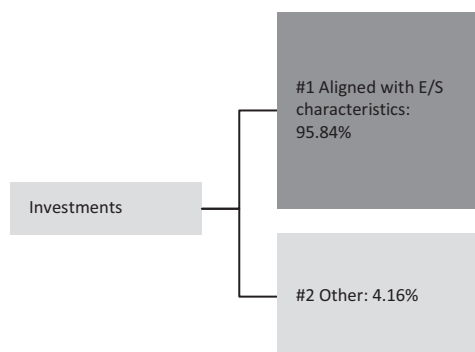 #1 Aligned with E/S
characteristics:
95.84%
Investments
#2 Other: 4.16%